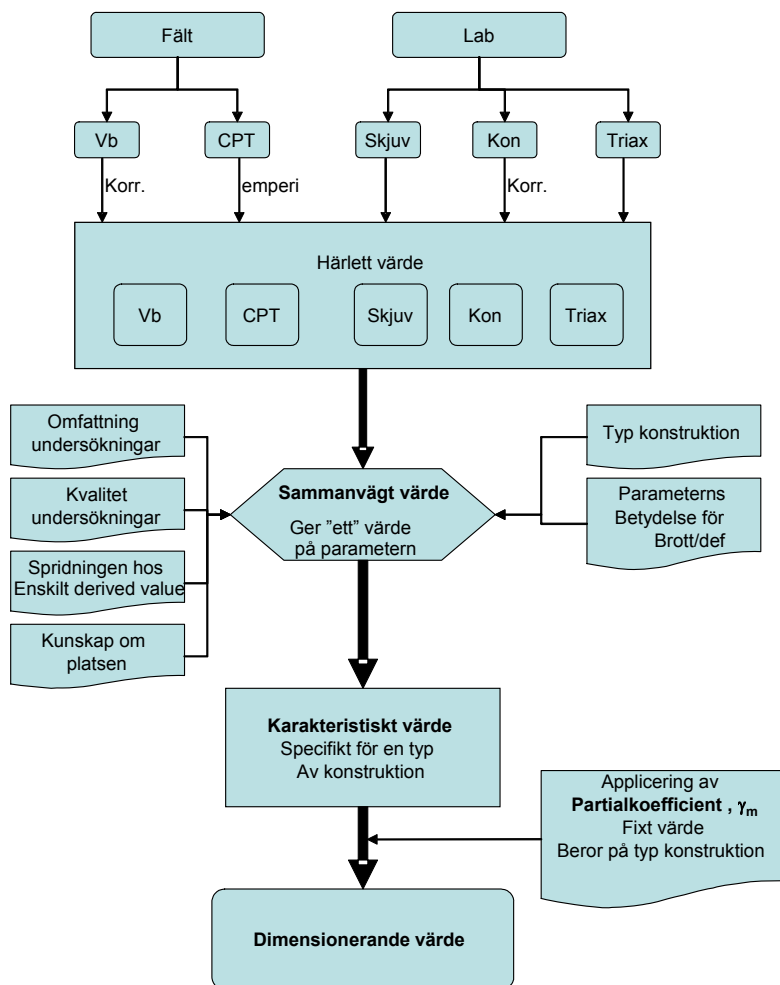 Fält
Lab
Vb
CPT
Skjuv
Kon
Triax
Korr.
emperi
Korr.
Härlett värde
Vb
CPT
Skjuv
Kon
Triax
Omfattning
undersökningar
Kvalitet
undersökningar
Spridningen hos
Enskilt derived value
Kunskap om
platsen
Sammanvägt värde
Ger ”ett” värde
på parametern
Typ konstruktion
Parameterns
Betydelse för
Brott/def
Karakteristiskt värde
Specifikt för en typ
Av konstruktion
Applicering av
Partialkoefficient , γm
Fixt värde
Beror på typ konstruktion
Dimensionerande värde